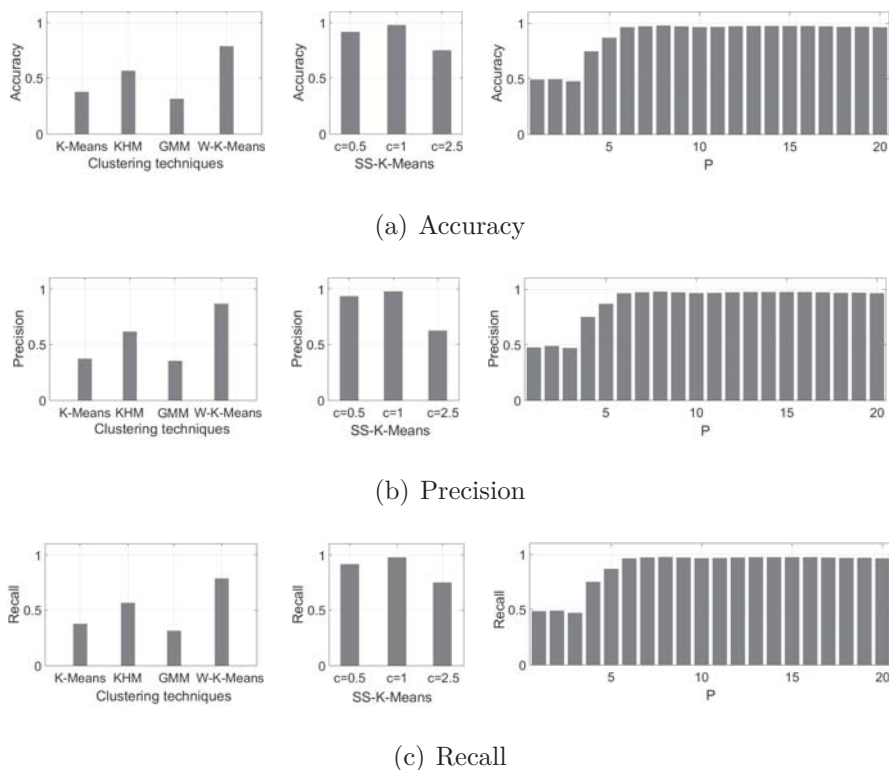 Accuracy
1
0.5
0
K-Means KHM GMM W-K-Means
Clustering techniques
Accuracy
1
0.5
0
c=0.5 c=1 c=2.5
SS-K-Means
Accuracy
1
0.5
0
5 10 15 20
P
(a) Accuracy
Precision
1
0.5
0
K-Means KHM GMM W-K-Means
Clustering techniques
Precision
1
0.5
0
c=0.5 c=1 c=2.5
SS-K-Means
Precision
1
0.5
0
5 10 15 20
P
(b) Precision
Recall
1
0.5
0
K-Means KHM GMM W-K-Means
Clustering techniques
Recall
1
0.5
0
c=0.5 c=1 c=2.5
SS-K-Means
Recall
1
0.5
0
5 10 15 20
P
(c) Recall